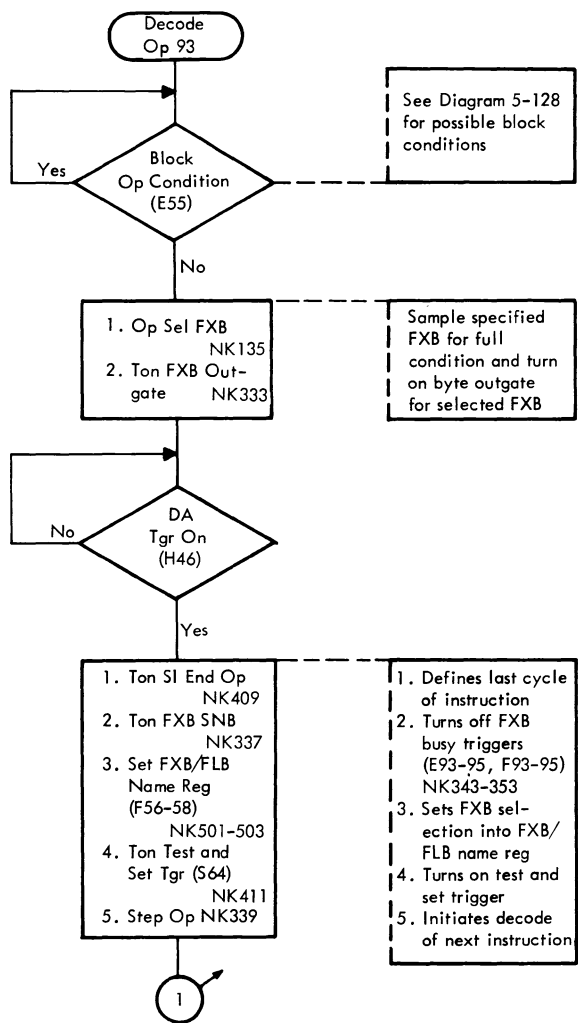 Decode
Op 93
Yes
Block
Op Condition
(E55)
See Diagram 5-128
for possible block
conditions
No
1. Op Sel FXB
NK135
2. Ton FXB Out-
gate NK333
Sample specified
FXB for full
condition and turn
on byte outgate
for selected FXB
No
DA
Tgr On
(H46)
Yes
1. Ton SI End Op
NK409
2. Ton FXB SNB
NK337
3. Set FXB/FLB
Name Reg
(F56-58)
NK501-503
4. Ton Test and
Set Tgr (S64)
NK411
5. Step Op NK339
1. Defines last cycle
of instruction
2. Turns off FXB
busy triggers
(E93-95, F93-95)
NK343-353
3. Sets FXB sel-
ection into FXB/
FLB name reg
4. Turns on test and
set trigger
5. Initiates decode
of next instruction
1